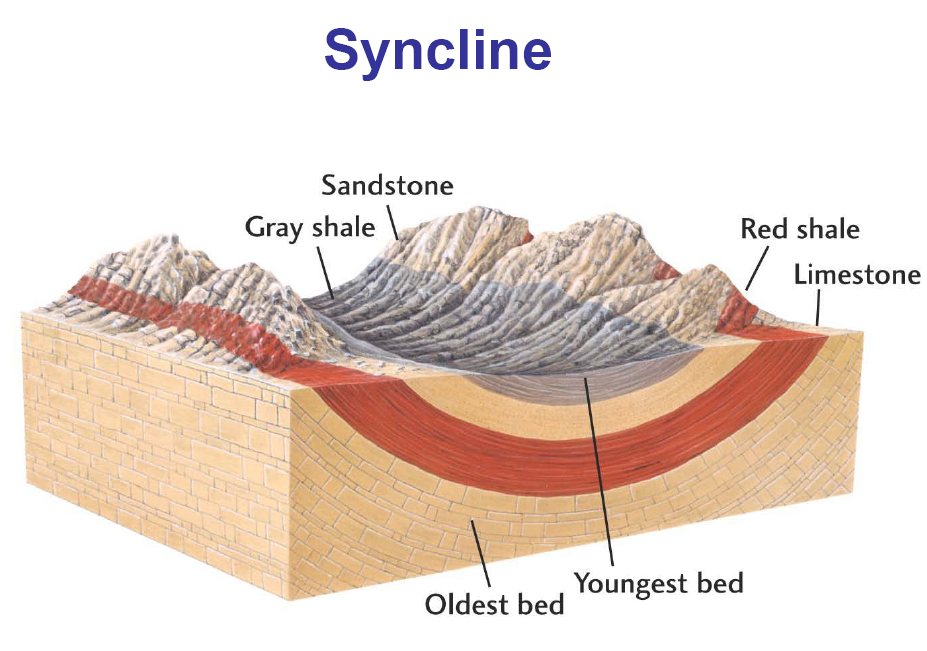 Syncline
Sandstone
Gray shale
Red shale
Limestone
Youngest bed
Oldest bed